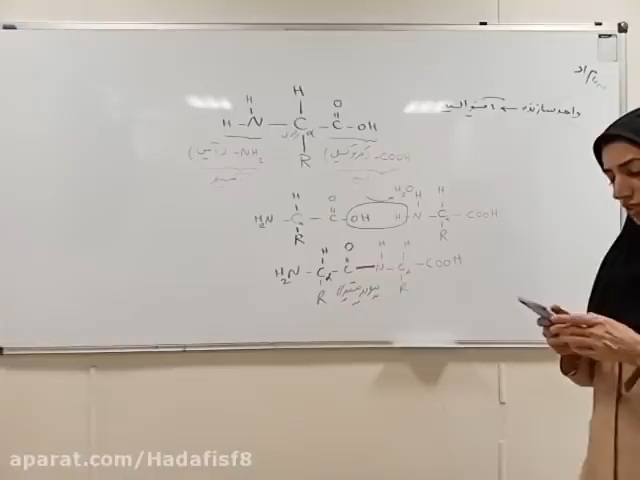 واحد سازنده ← آمینو اسید
H H O
H - N - C α - C - OH
R
(آمین) -NH₂ (کربوکسیل) -COOH
H O H₂O H H
H₂N - C - C - OH H - N - C - COOH
R R
H O H H
H₂N - C α - C - N - C - COOH
R پیوند پپتیدی R
aparat.com/Hadafisf8